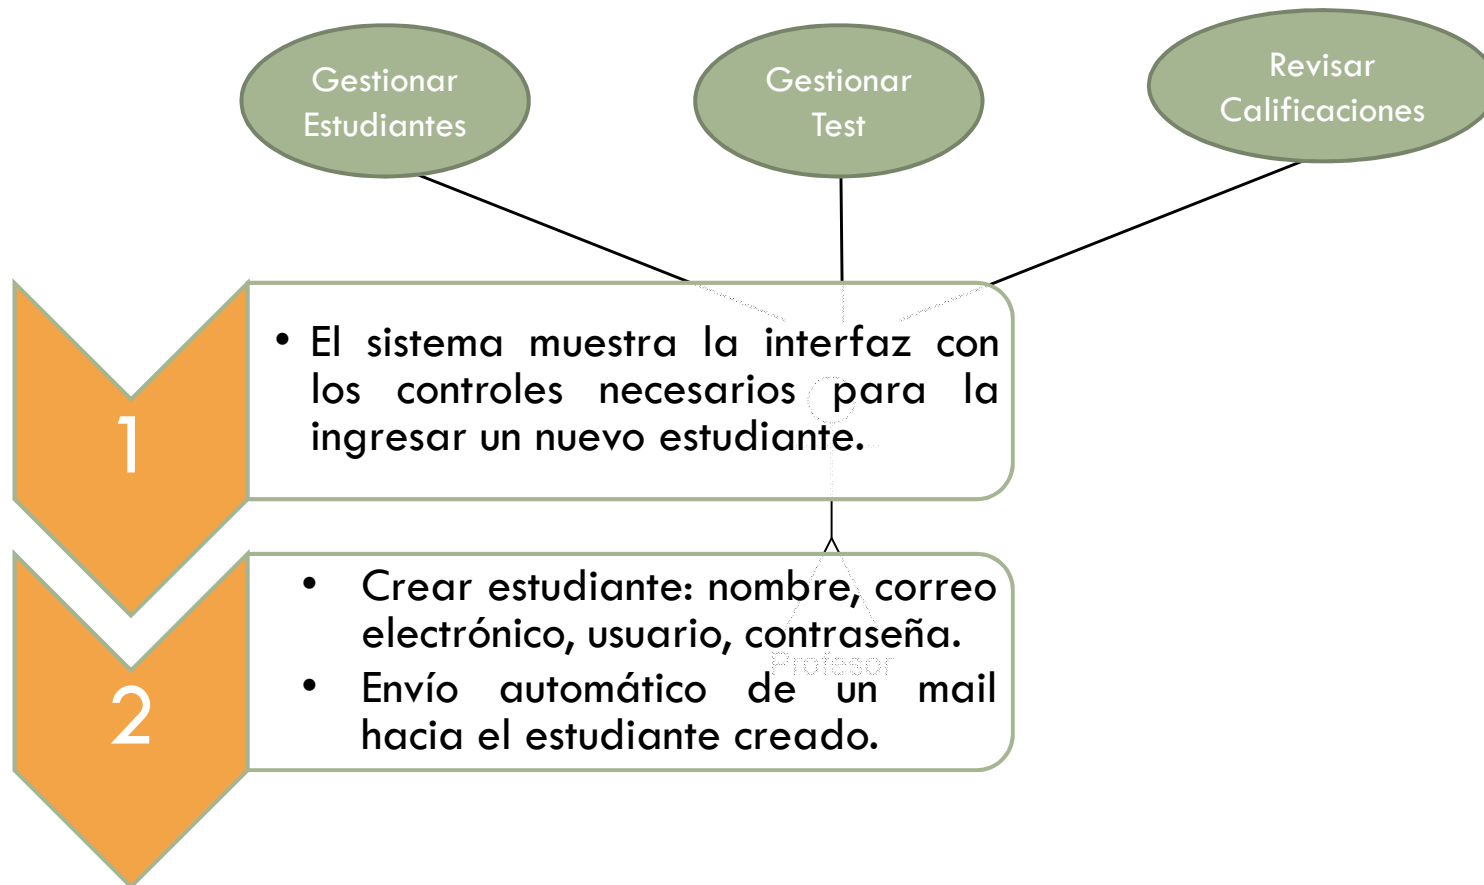 Gestionar
Estudiantes
Gestionar
Test
Revisar
Calificaciones
1
• El sistema muestra la interfaz con
los controles necesarios para la
ingresar un nuevo estudiante.
2
• Crear estudiante: nombre, correo
electrónico, usuario, contraseña.
Profesor
• Envío automático de un mail
hacia el estudiante creado.